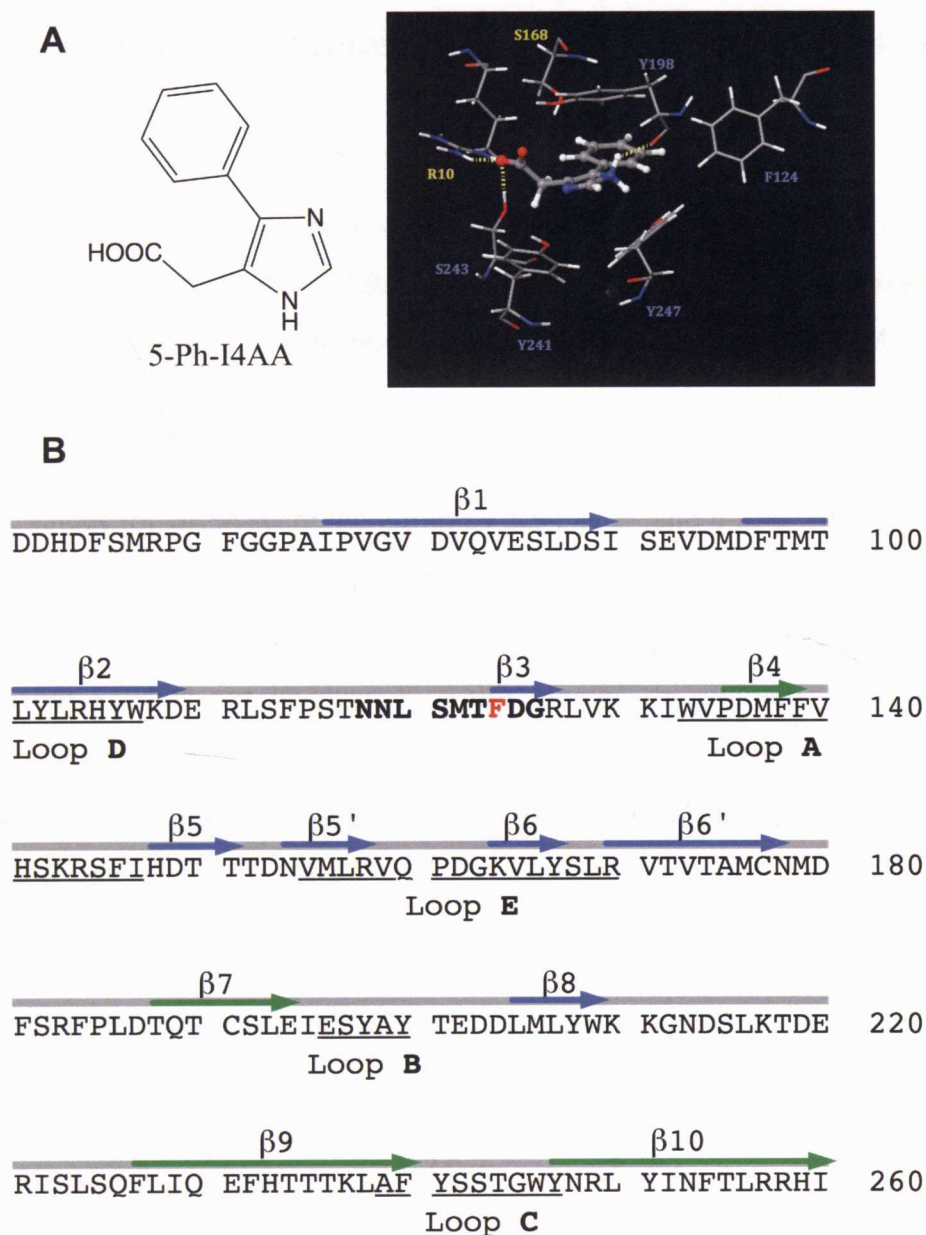 A
HOOC
N
N
H
5-Ph-I4AA
S168
Y198
R10
F124
S243
Y247
Y241
B
β1
DDHDFSMRPG FGGPAIPVGV DVQVESLDSI SEVDMDFTMT 100
β2 β3 β4
LYLRHYWKDE RLSFPSTNNL SMTFDGRLVK KIWVPDMFFV 140
Loop D Loop A
β5 β5' β6 β6'
HSKRSFIHDT TTDNVMLRVQ PDGKVLYSLR VTVTAMCNMD 180
Loop E
β7 β8
FSRFPLDTQT CSLEIESYAY TEDDLMLYWK KGNDSLKTDE 220
Loop B
β9 β10
RISLSQFLIQ EFHTTTKLAF YSSTGWYNRL YINFTLRRHI 260
Loop C